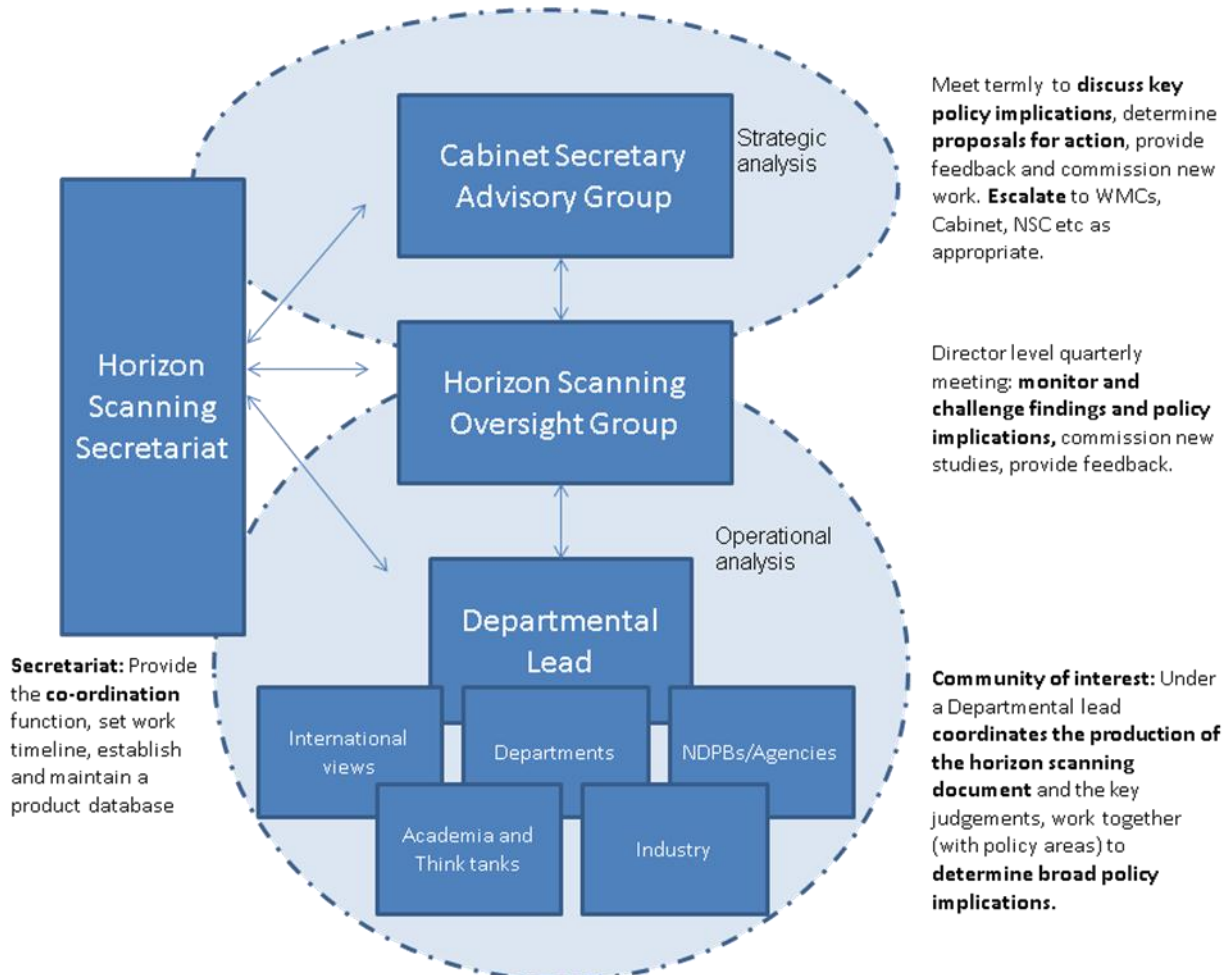 Cabinet Secretary
Advisory Group
Strategic
analysis
Meet termly to discuss key
policy implications, determine
proposals for action, provide
feedback and commission new
work. Escalate to WMCs,
Cabinet, NSC etc as
appropriate.
Horizon
Scanning
Secretariat
Horizon Scanning
Oversight Group
Director level quarterly
meeting: monitor and
challenge findings and policy
implications, commission new
studies, provide feedback.
Operational
analysis
Departmental
Lead
Secretariat: Provide
the co-ordination
function, set work
timeline, establish
and maintain a
product database
International
views
Departments
NDPBs/Agencies
Academia and
Think tanks
Industry
Community of interest: Under
a Departmental lead
coordinates the production of
the horizon scanning
document and the key
judgements, work together
(with policy areas) to
determine broad policy
implications.